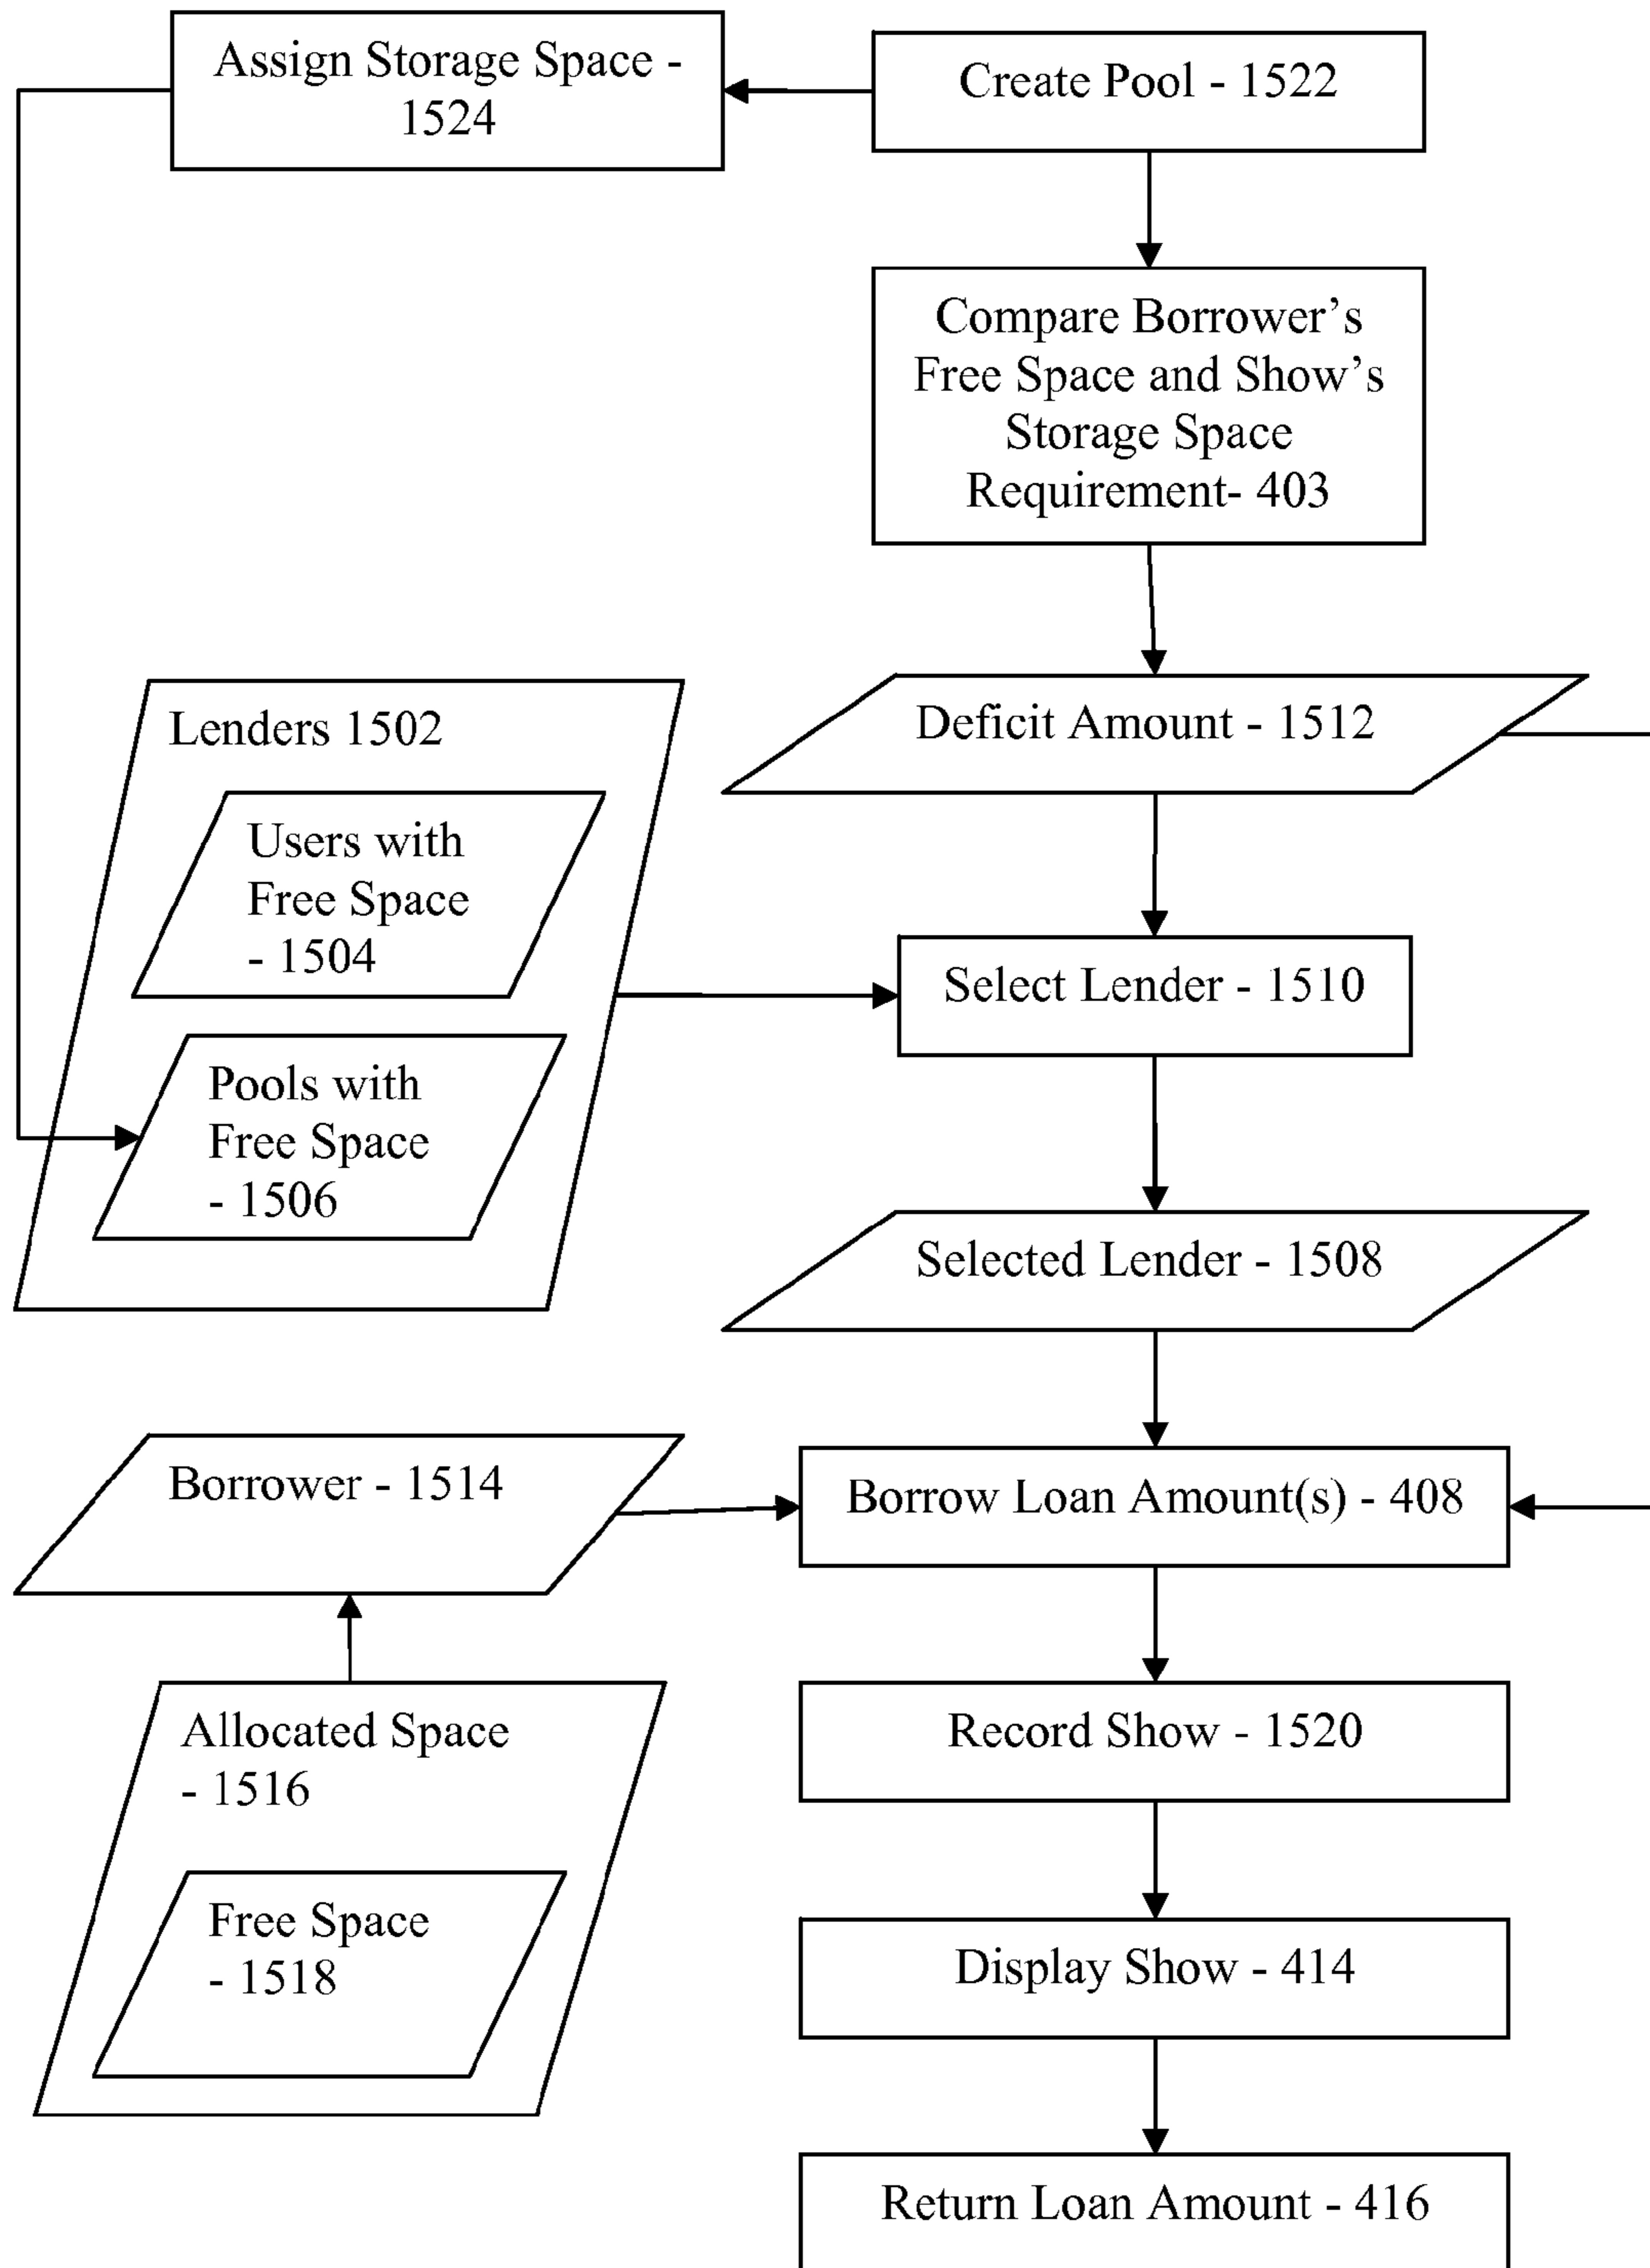 Assign Storage Space -
1524
Create Pool - 1522
Compare Borrower’s
Free Space and Show’s
Storage Space
Requirement- 403
Deficit Amount - 1512
Lenders 1502
Users with
Free Space
- 1504
Select Lender - 1510
Pools with
Free Space
- 1506
Selected Lender - 1508
Borrower - 1514
Borrow Loan Amount(s) - 408
Allocated Space
- 1516
Record Show - 1520
Free Space
- 1518
Display Show - 414
Return Loan Amount - 416